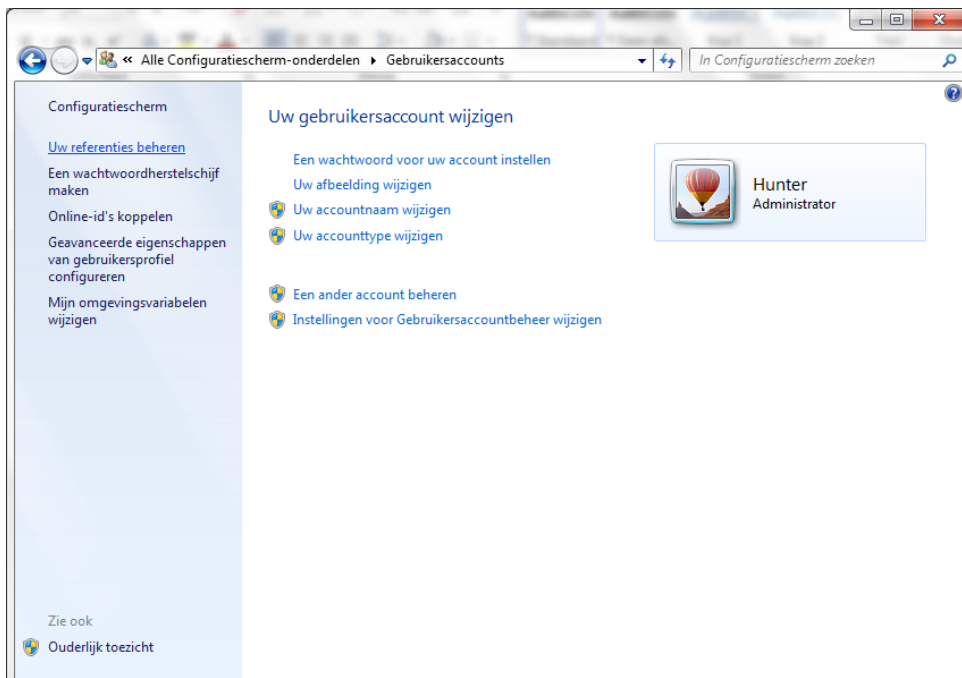 « Alle Configuratiescherm-onderdelen ▸ Gebruikersaccounts
In Configuratiescherm zoeken
Configuratiescherm
Uw referenties beheren
Een wachtwoordherstelschijf
maken
Online-id's koppelen
Geavanceerde eigenschappen
van gebruikersprofiel
configureren
Mijn omgevingsvariabelen
wijzigen
Zie ook
Ouderlijk toezicht
Uw gebruikersaccount wijzigen
Een wachtwoord voor uw account instellen
Uw afbeelding wijzigen
Uw accountnaam wijzigen
Uw accounttype wijzigen
Een ander account beheren
Instellingen voor Gebruikersaccountbeheer wijzigen
Hunter
Administrator